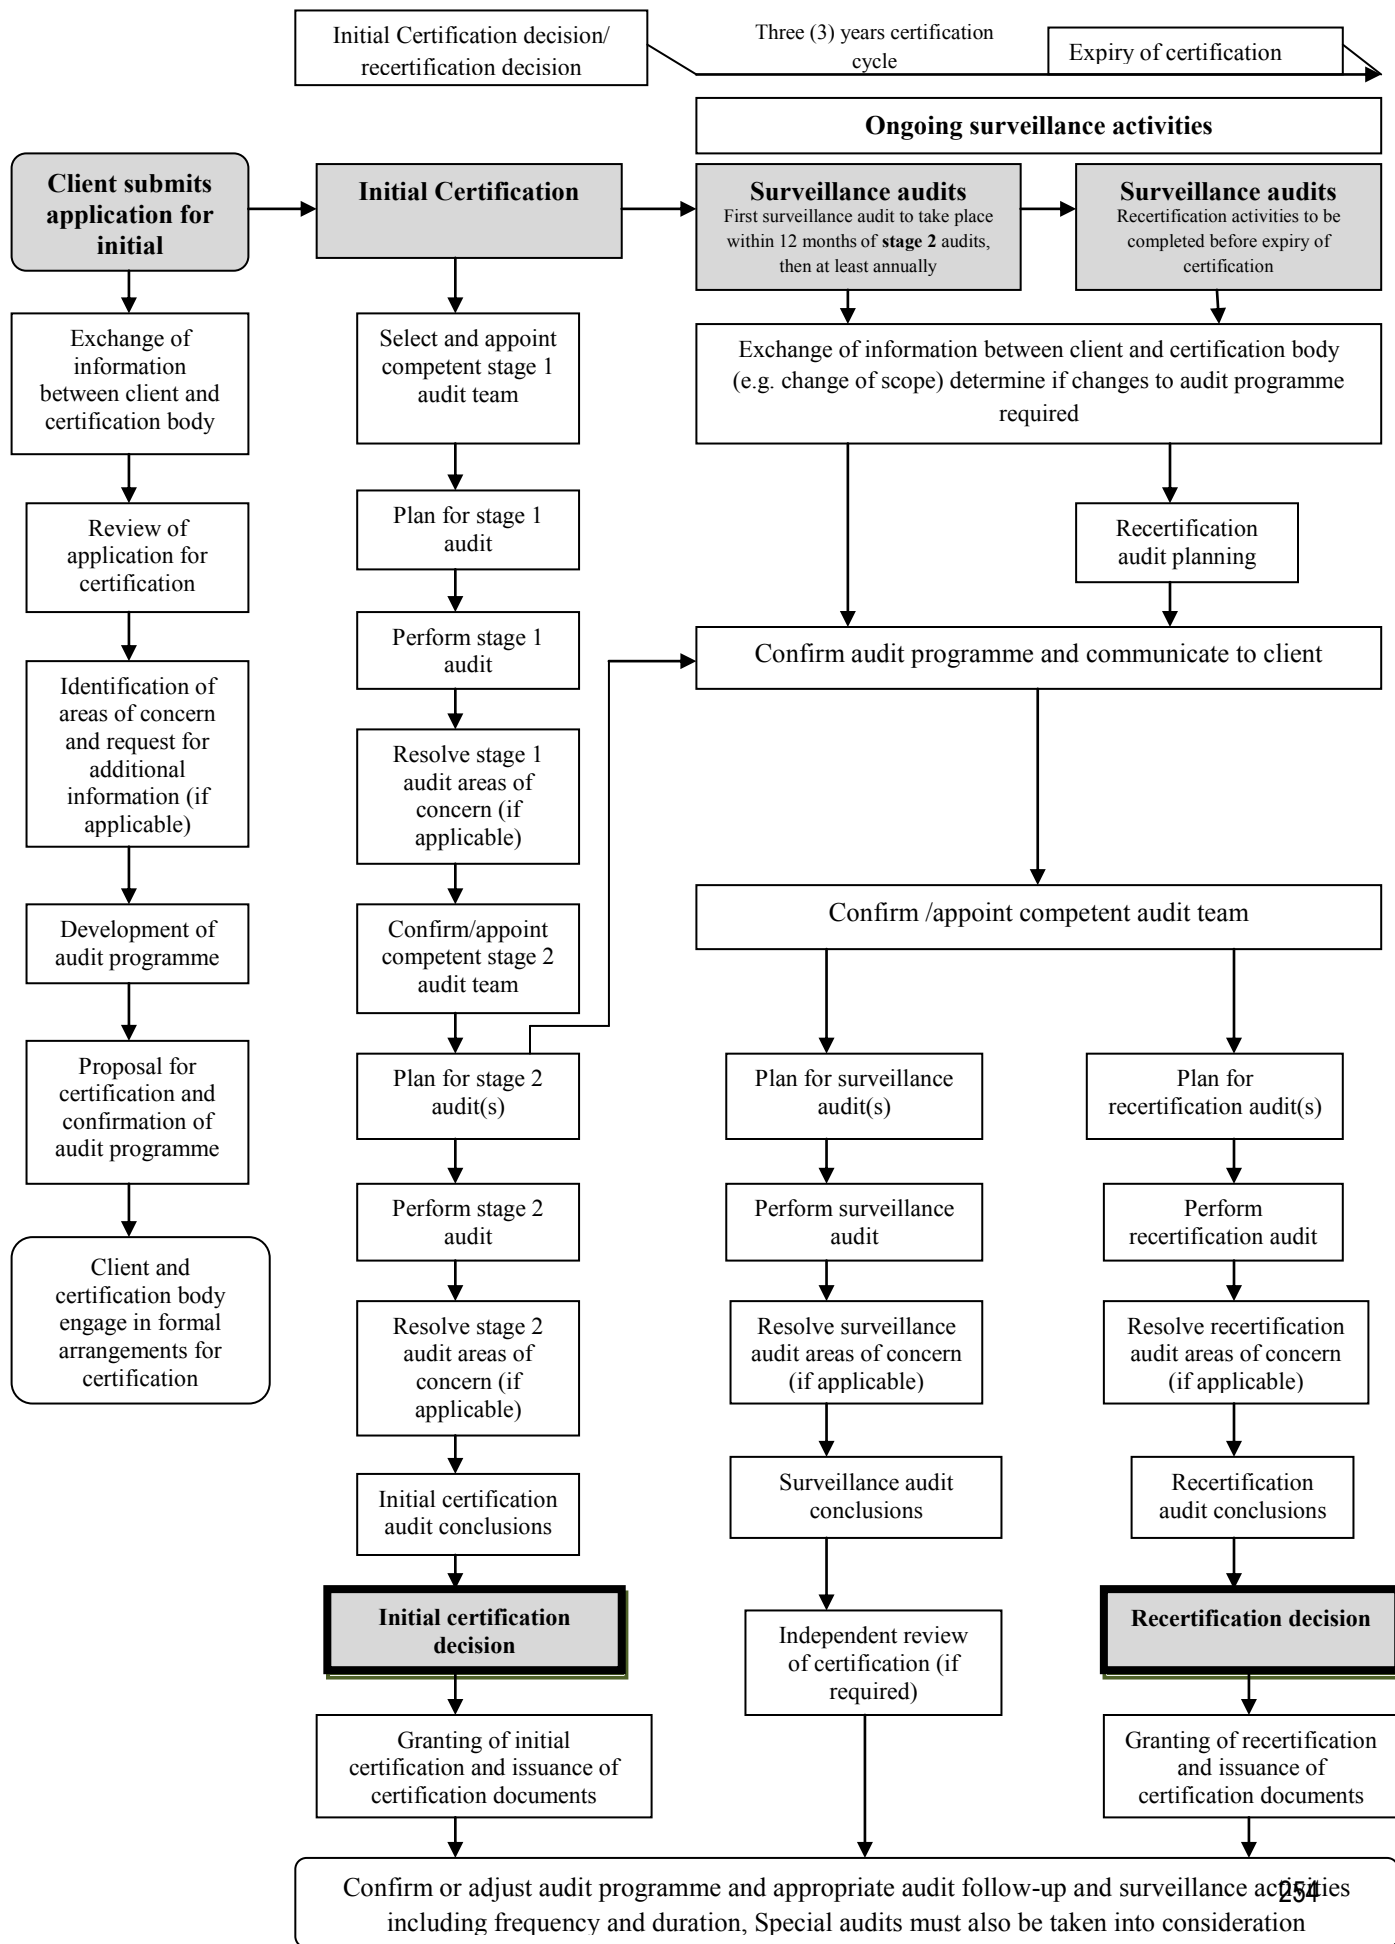 Initial Certification decision/
recertification decision
Three (3) years certification
cycle
Expiry of certification
Ongoing surveillance activities
Client submits
application for
initial
Initial Certification
Surveillance audits
First surveillance audit to take place
within 12 months of stage 2 audits,
then at least annually
Surveillance audits
Recertification activities to be
completed before expiry of
certification
Exchange of
information
between client and
certification body
Review of
application for
certification
Identification of
areas of concern
and request for
additional
information (if
applicable)
Development of
audit programme
Proposal for
certification and
confirmation of
audit programme
Client and
certification body
engage in formal
arrangements for
certification
Select and appoint
competent stage 1
audit team
Plan for stage 1
audit
Perform stage 1
audit
Resolve stage 1
audit areas of
concern (if
applicable)
Confirm/appoint
competent stage 2
audit team
Plan for stage 2
audit(s)
Perform stage 2
audit
Resolve stage 2
audit areas of
concern (if
applicable)
Initial certification
audit conclusions
Initial certification
decision
Granting of initial
certification and issuance of
certification documents
Exchange of information between client and certification body
(e.g. change of scope) determine if changes to audit programme
required
Recertification
audit planning
Confirm audit programme and communicate to client
Confirm /appoint competent audit team
Plan for surveillance
audit(s)
Perform surveillance
audit
Resolve surveillance
audit areas of concern
(if applicable)
Surveillance audit
conclusions
Independent review
of certification (if
required)
Plan for
recertification audit(s)
Perform
recertification audit
Resolve recertification
audit areas of concern
(if applicable)
Recertification
audit conclusions
Recertification decision
Granting of recertification
and issuance of
certification documents
Confirm or adjust audit programme and appropriate audit follow-up and surveillance activities
including frequency and duration, Special audits must also be taken into consideration
254